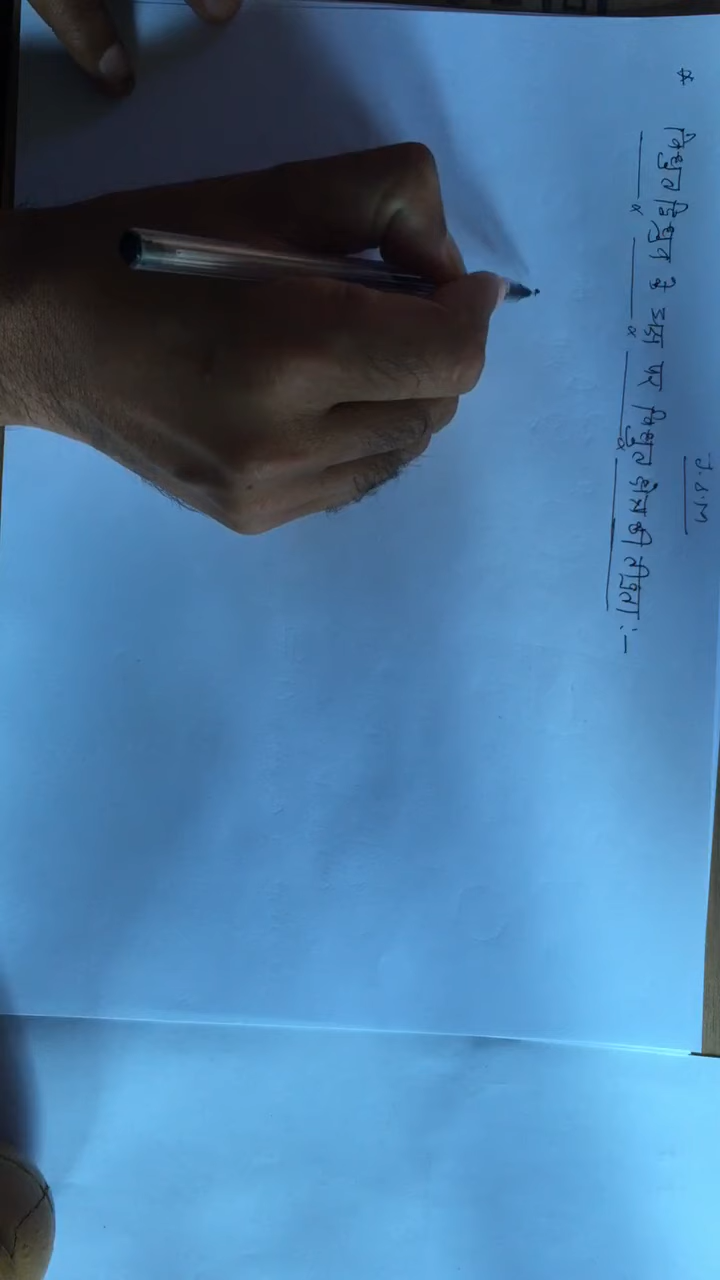 J.S.M
* विधुत द्विधुव के अक्ष पर विधुत क्षेत्र की तीव्रता :-